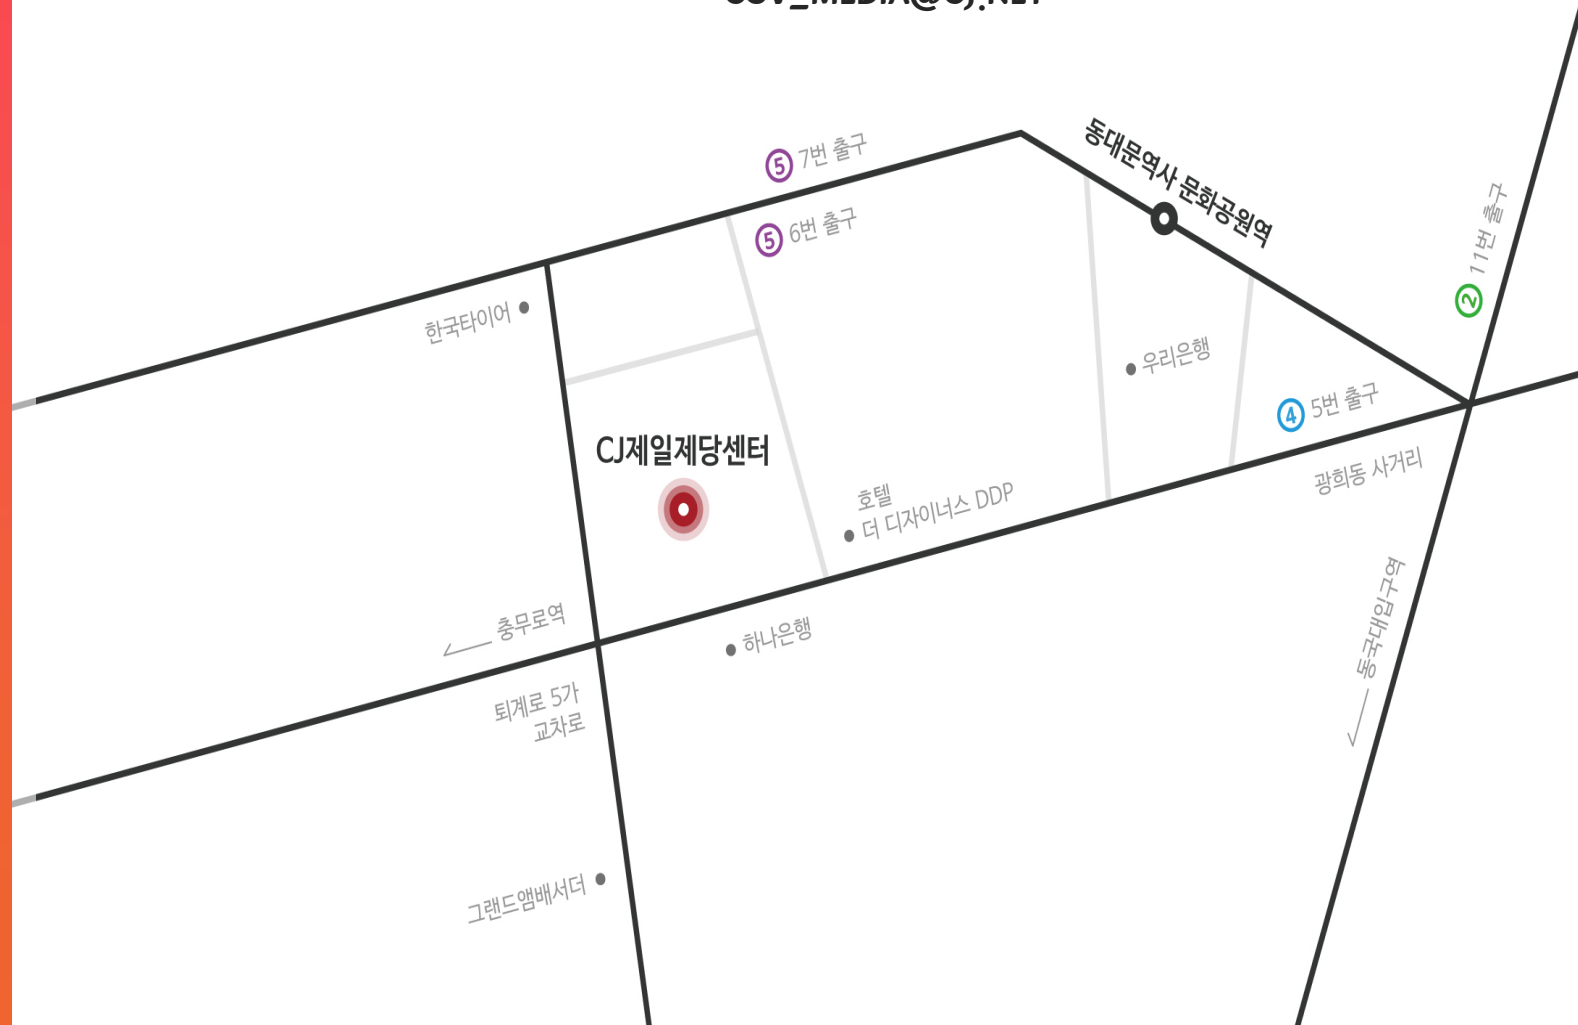 ⑤ 7번 출구
동대문역사 문화공원역
⑤ 6번 출구
② 11번 출구
한국타이어
우리은행
④ 5번 출구
CJ제일제당센터
광희동 사거리
호텔
더 디자이너스 DDP
충무로역
하나은행
동국대입구역
퇴계로 5가
교차로
그랜드앰배서더